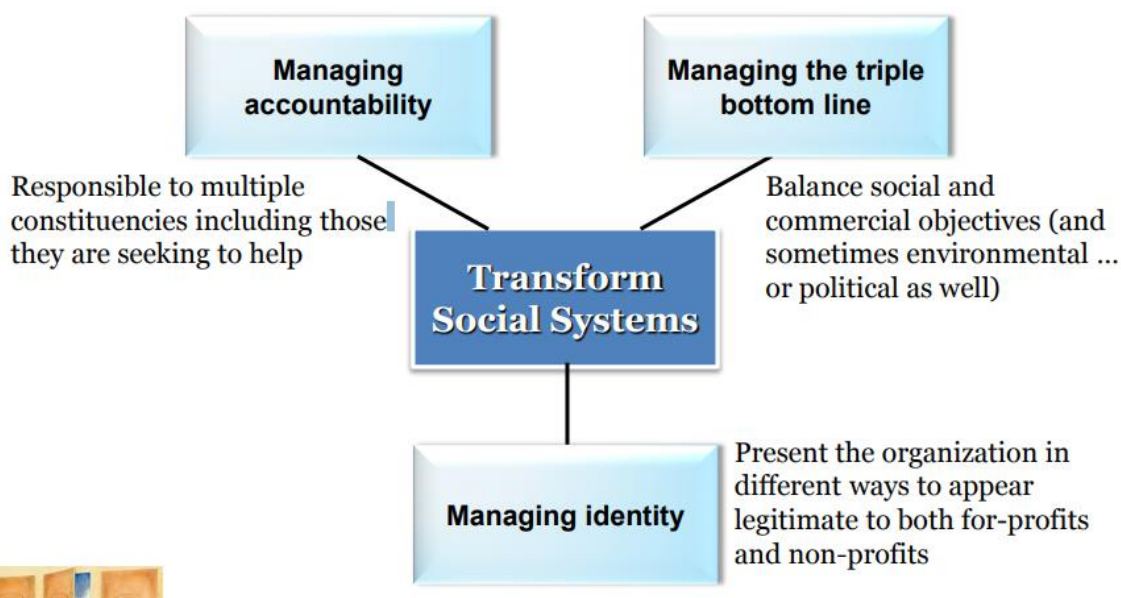 Managing
accountability
Managing the triple
bottom line
Responsible to multiple
constituencies including those
they are seeking to help
Balance social and
commercial objectives (and
sometimes environmental ...
or political as well)
Transform
Social Systems
Managing identity
Present the organization in
different ways to appear
legitimate to both for-profits
and non-profits